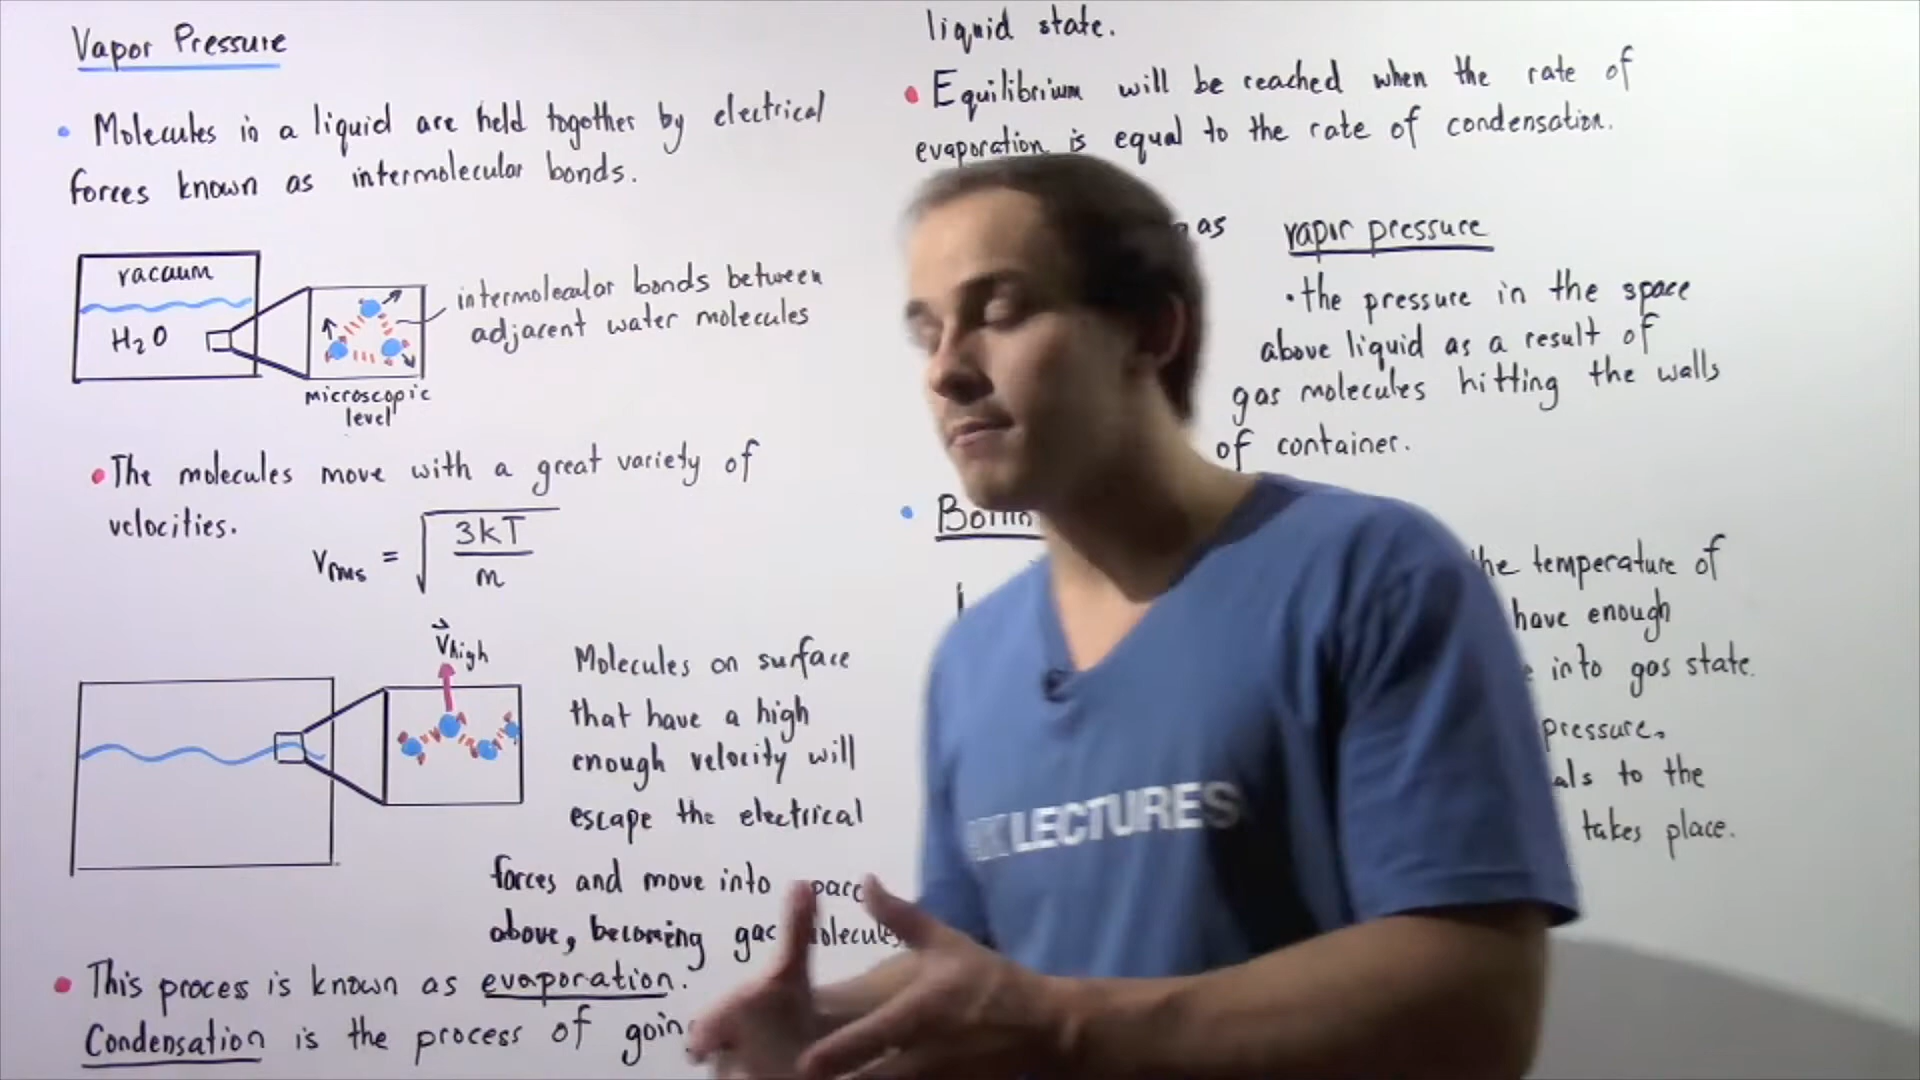 Vapor Pressure
• Molecules in a liquid are held together by electrical
forces known as intermolecular bonds.
vacaum
H2O
intermolecular bonds between
adjacent water molecules
microscopic
level
• The molecules move with a great variety of
velocities.
vrms = √(3kT/m)
v⃗high
Molecules on surface
that have a high
enough velocity will
escape the electrical
forces and move into space
above, becoming gas molecules
• This process is known as evaporation.
Condensation is the process of going
liquid state.
• Equilibrium will be reached when the rate of
evaporation is equal to the rate of condensation.
as vapor pressure
• the pressure in the space
above liquid as a result of
gas molecules hitting the walls
of container.
•
the temperature of
have enough
into gas state.
pressure.
to the
takes place.
LECTURES